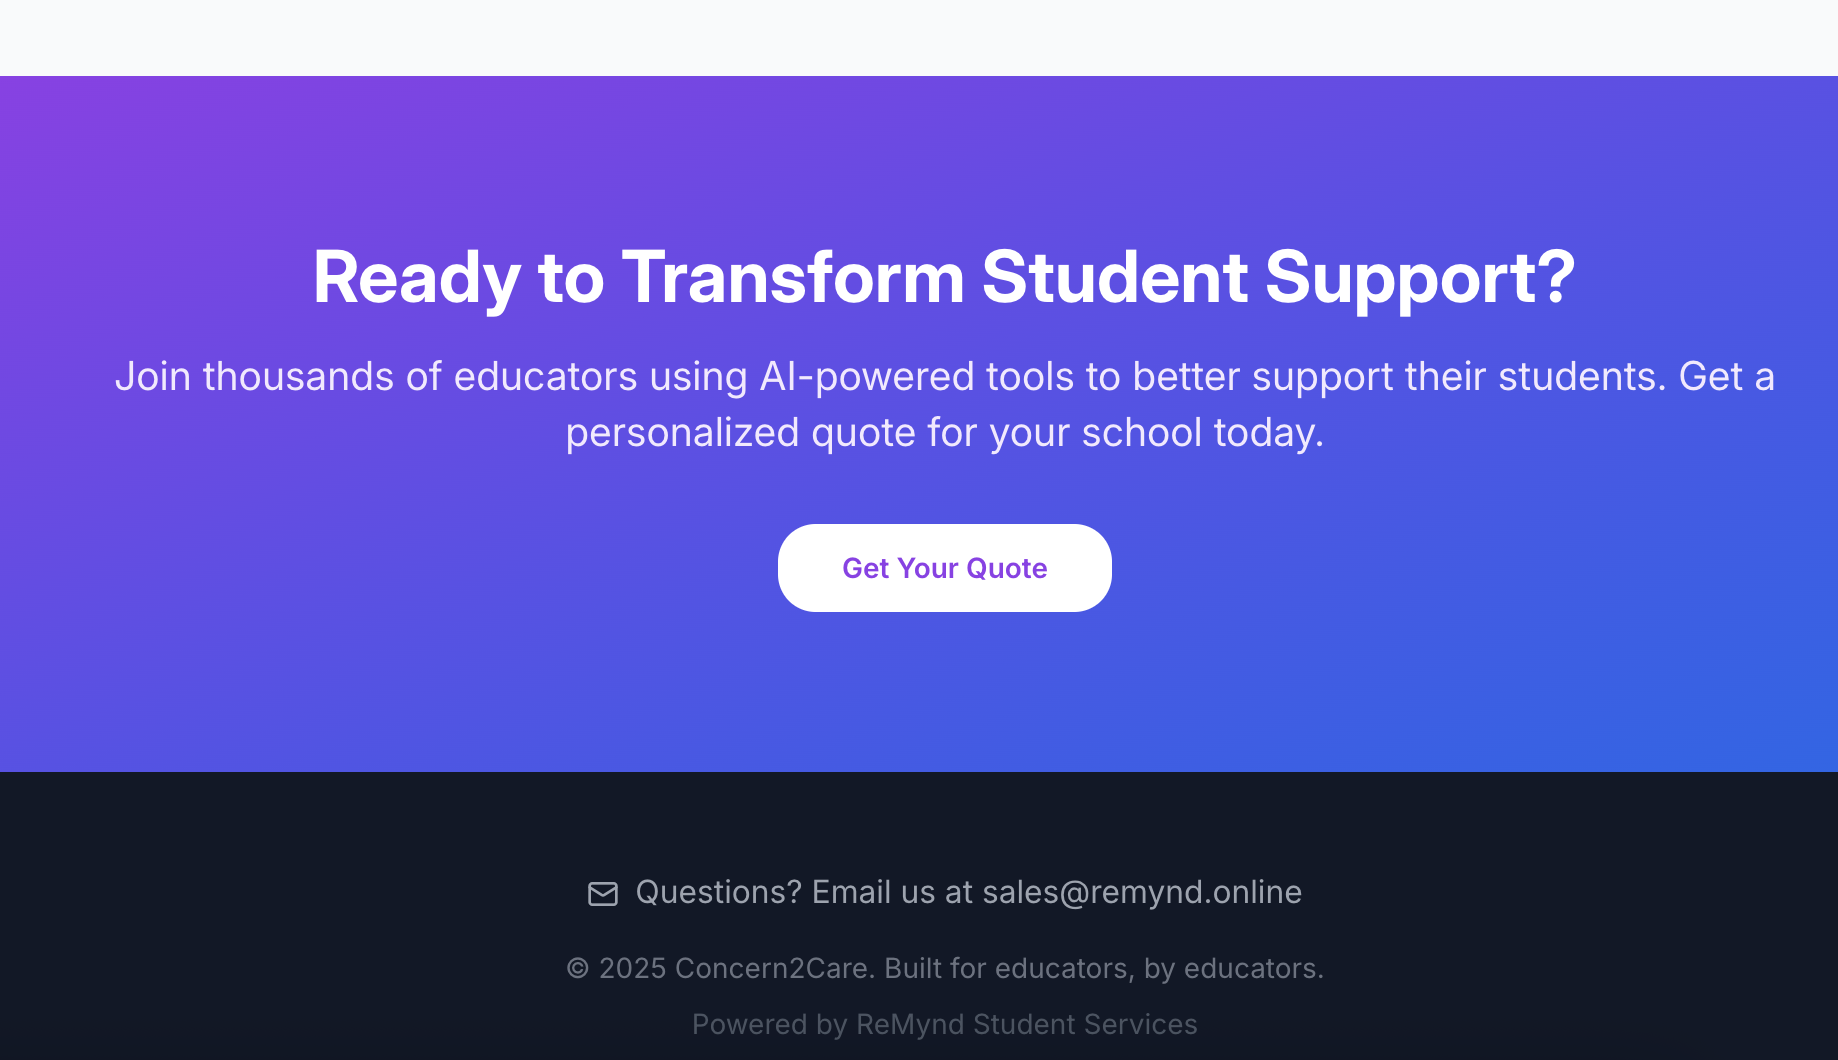 Ready to Transform Student Support?
Join thousands of educators using AI-powered tools to better support their students. Get a
personalized quote for your school today.
Get Your Quote
Questions? Email us at sales@remynd.online
© 2025 Concern2Care. Built for educators, by educators.
Powered by ReMynd Student Services